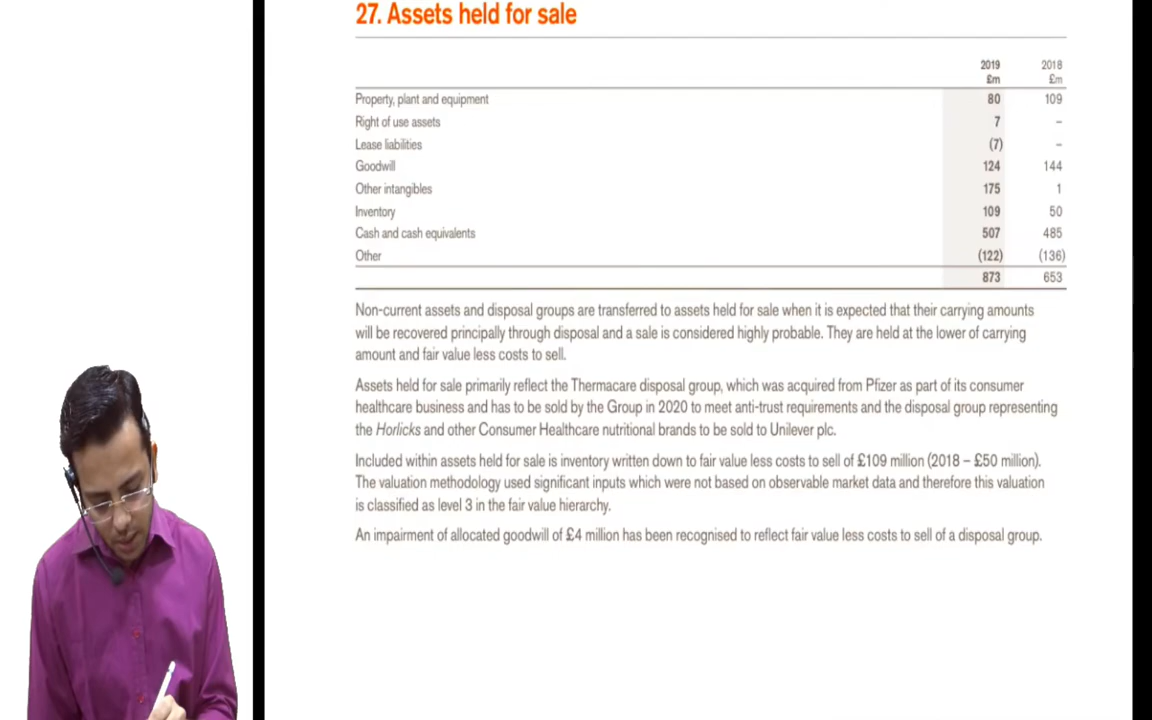 27. Assets held for sale
2019 2018
£m £m
Property, plant and equipment 80 109
Right of use assets 7 –
Lease liabilities (7) –
Goodwill 124 144
Other intangibles 175 1
Inventory 109 50
Cash and cash equivalents 507 485
Other (122) (136)
873 653
Non-current assets and disposal groups are transferred to assets held for sale when it is expected that their carrying amounts
will be recovered principally through disposal and a sale is considered highly probable. They are held at the lower of carrying
amount and fair value less costs to sell.
Assets held for sale primarily reflect the Thermacare disposal group, which was acquired from Pfizer as part of its consumer
healthcare business and has to be sold by the Group in 2020 to meet anti-trust requirements and the disposal group representing
the Horlicks and other Consumer Healthcare nutritional brands to be sold to Unilever plc.
Included within assets held for sale is inventory written down to fair value less costs to sell of £109 million (2018 – £50 million).
The valuation methodology used significant inputs which were not based on observable market data and therefore this valuation
is classified as level 3 in the fair value hierarchy.
An impairment of allocated goodwill of £4 million has been recognised to reflect fair value less costs to sell of a disposal group.